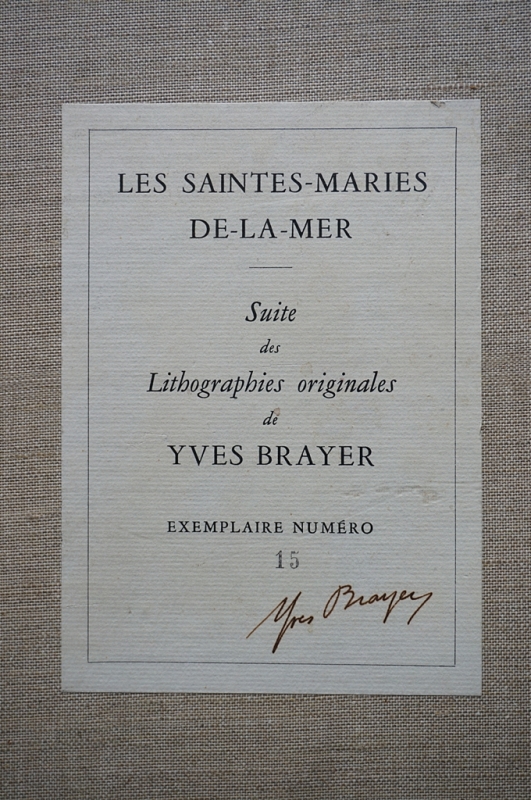 LES SAINTES-MARIES
DE-LA-MER
Suite
des
Lithographies originales
de
YVES BRAYER
EXEMPLAIRE NUMÉRO
15
Yves Brayer